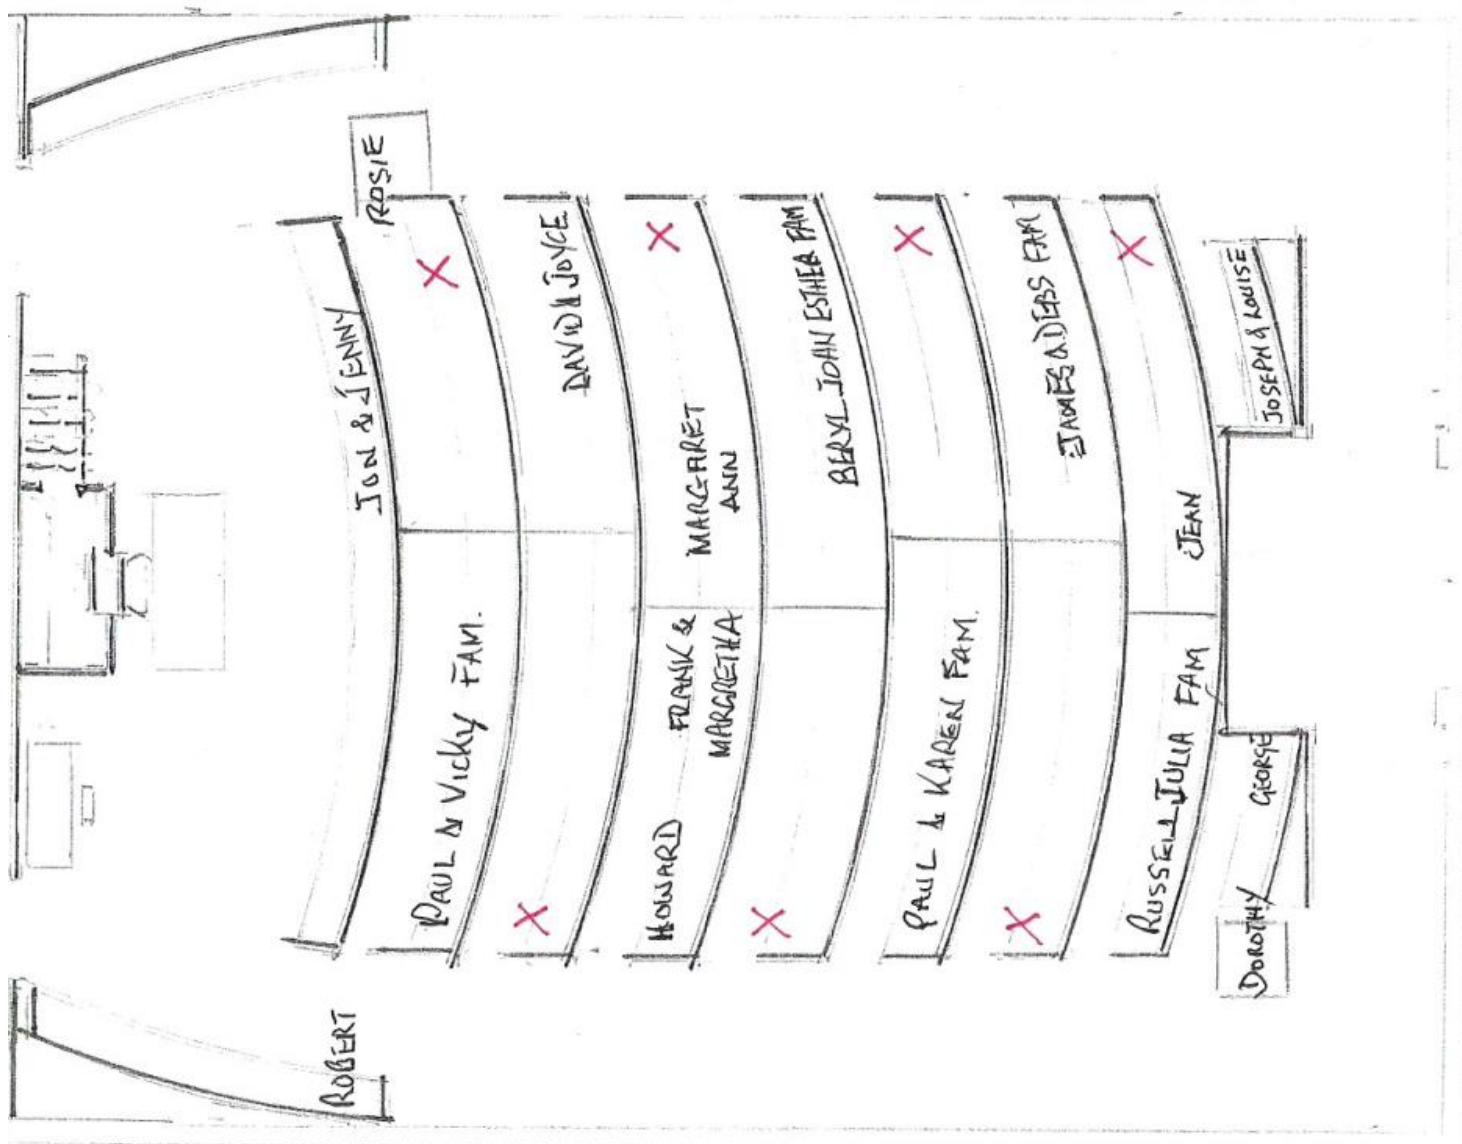 ROSIE
JON & JENNY
ROBERT
X
PAUL & VICKY FAM.
DAVID & JOYCE
X
X
MARGARET
ANN
FRANK &
MARGRETHA
HOWARD
BERYL JOAN ESTHER FAM
X
X
PAUL & KAREN FAM.
JAMES & DEBS FAM
X
X
JEAN
RUSSELL JULIA FAM
JOSEPH & LOUISE
GEORGE
DOROTHY